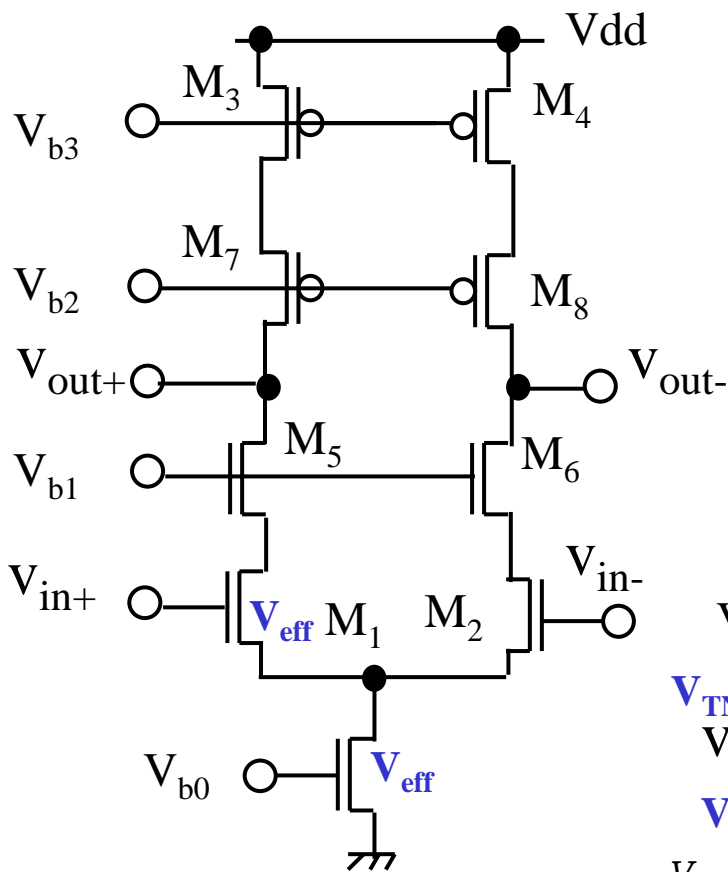 Vdd
M3
M4
Vb3
M7
M8
Vb2
vout+
vout-
M5
M6
Vb1
vin+
vin-
Veff M1
M2
VTN
Vb0
Veff